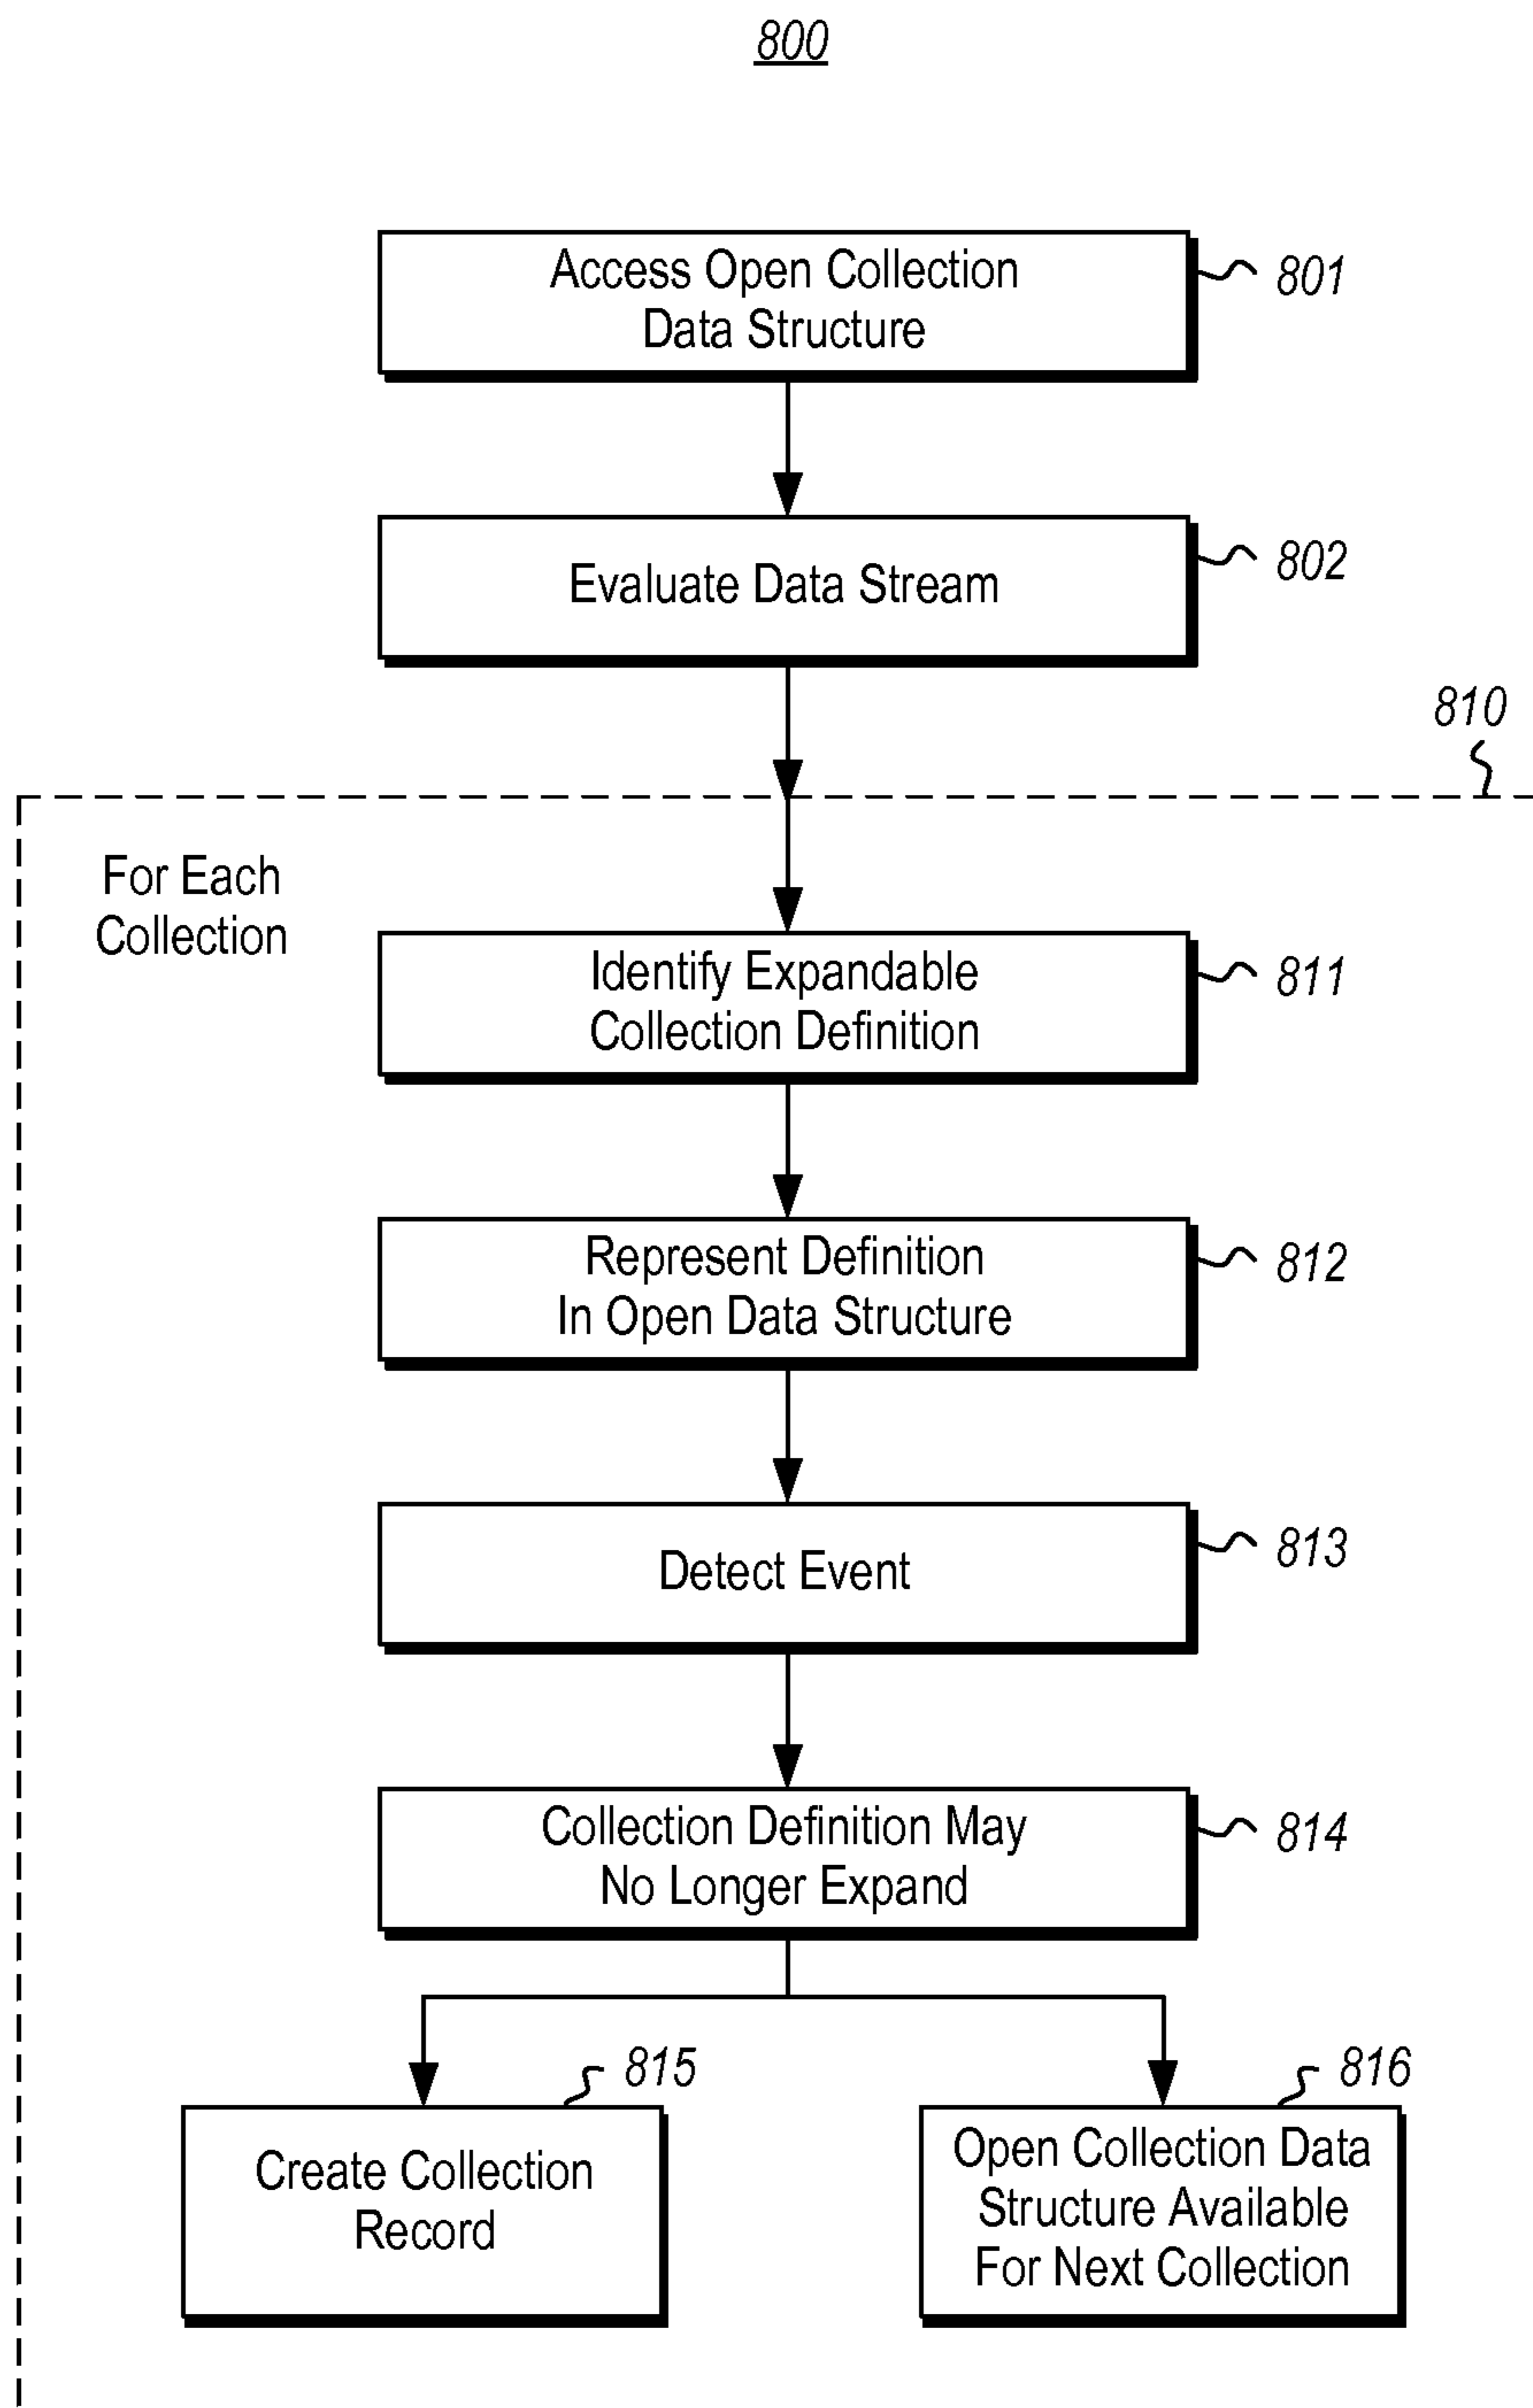 800
Access Open Collection
Data Structure
801
Evaluate Data Stream
802
810
For Each
Collection
Identify Expandable
Collection Definition
811
Represent Definition
In Open Data Structure
812
Detect Event
813
Collection Definition May
No Longer Expand
814
815
Create Collection
Record
816
Open Collection Data
Structure Available
For Next Collection